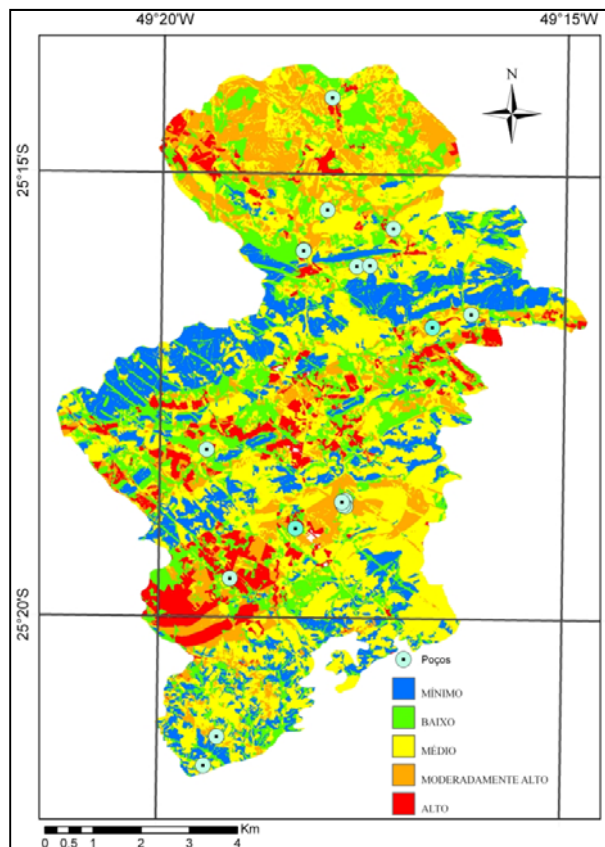 49°20'W 49°15'W
N
25°15'S
25°20'S
Poços
MÍNIMO
BAIXO
MÉDIO
MODERADAMENTE ALTO
ALTO
Km
0 0.5 1 2 3 4